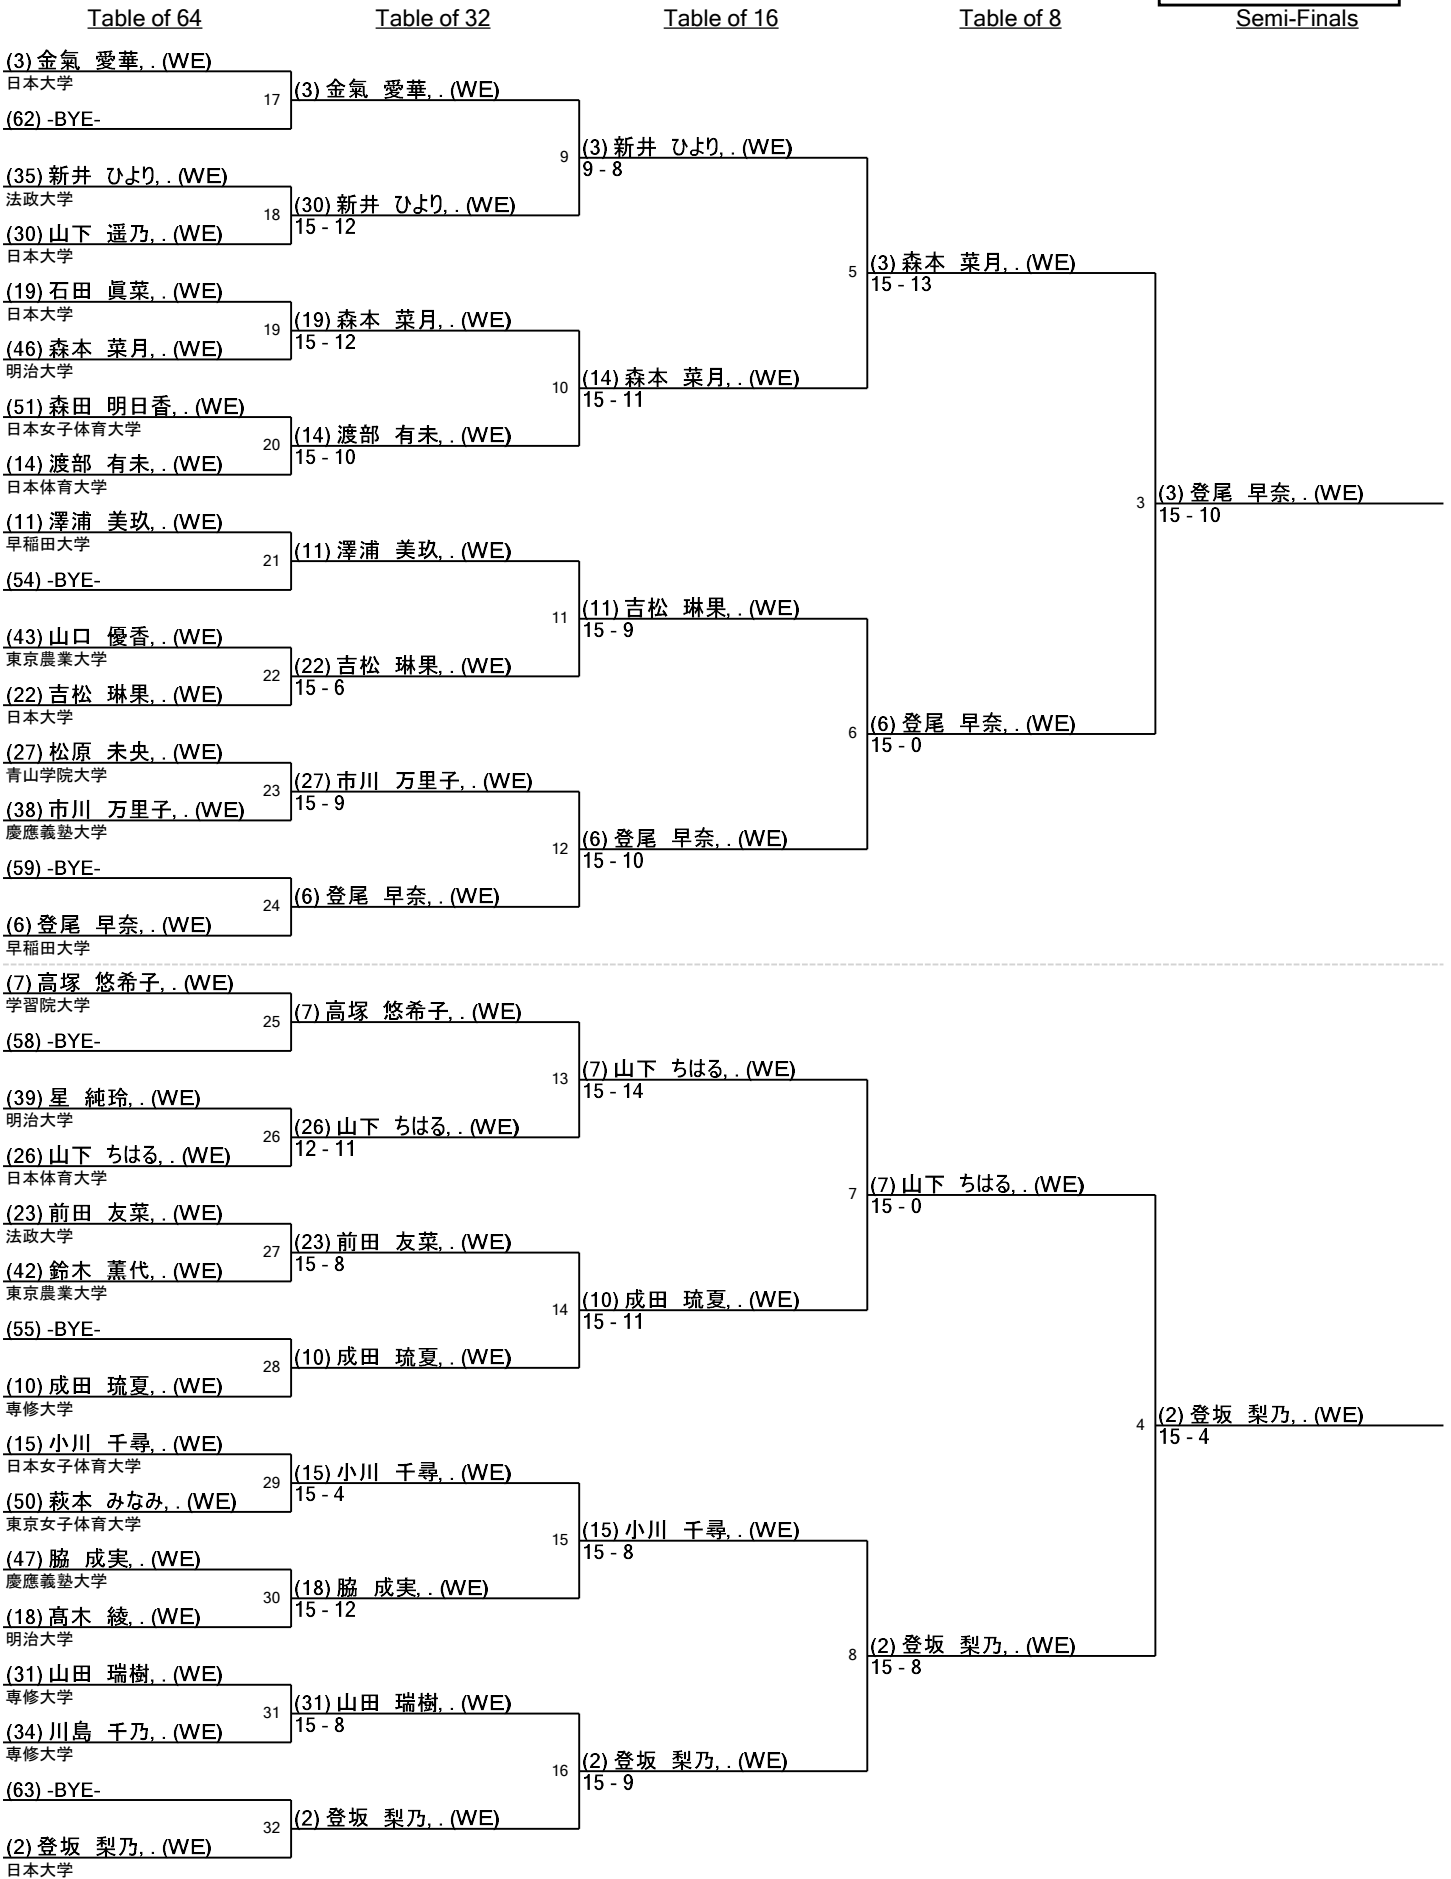 Table of 64
Table of 32
Table of 16
Table of 8
Semi-Finals
(3) 金氣　愛華, . (WE)
日本大学
17
(62) -BYE-
(35) 新井　ひより, . (WE)
法政大学
18
(30) 山下　遥乃, . (WE)
日本大学
(19) 石田　眞菜, . (WE)
日本大学
19
(46) 森本　菜月, . (WE)
明治大学
(51) 森田　明日香, . (WE)
日本女子体育大学
20
(14) 渡部　有未, . (WE)
日本体育大学
(11) 澤浦　美玖, . (WE)
早稲田大学
21
(54) -BYE-
(43) 山口　優香, . (WE)
東京農業大学
22
(22) 吉松　琳果, . (WE)
日本大学
(27) 松原　未央, . (WE)
青山学院大学
23
(38) 市川　万里子, . (WE)
慶應義塾大学
(59) -BYE-
24
(6) 登尾　早奈, . (WE)
早稲田大学
(7) 高塚　悠希子, . (WE)
学習院大学
25
(58) -BYE-
(39) 星　純玲, . (WE)
明治大学
26
(26) 山下　ちはる, . (WE)
日本体育大学
(23) 前田　友菜, . (WE)
法政大学
27
(42) 鈴木　薫代, . (WE)
東京農業大学
(55) -BYE-
28
(10) 成田　琉夏, . (WE)
専修大学
(15) 小川　千尋, . (WE)
日本女子体育大学
29
(50) 萩本　みなみ, . (WE)
東京女子体育大学
(47) 脇　成実, . (WE)
慶應義塾大学
30
(18) 髙木　綾, . (WE)
明治大学
(31) 山田　瑞樹, . (WE)
専修大学
31
(34) 川島　千乃, . (WE)
専修大学
(63) -BYE-
32
(2) 登坂　梨乃, . (WE)
日本大学
(3) 金氣　愛華, . (WE)
9
(30) 新井　ひより, . (WE)
15 - 12
(19) 森本　菜月, . (WE)
15 - 12
10
(14) 渡部　有未, . (WE)
15 - 10
(11) 澤浦　美玖, . (WE)
11
(22) 吉松　琳果, . (WE)
15 - 6
(27) 市川　万里子, . (WE)
15 - 9
12
(6) 登尾　早奈, . (WE)
(7) 高塚　悠希子, . (WE)
13
(26) 山下　ちはる, . (WE)
12 - 11
(23) 前田　友菜, . (WE)
15 - 8
14
(10) 成田　琉夏, . (WE)
(15) 小川　千尋, . (WE)
15 - 4
15
(18) 脇　成実, . (WE)
15 - 12
(31) 山田　瑞樹, . (WE)
15 - 8
16
(2) 登坂　梨乃, . (WE)
(3) 新井　ひより, . (WE)
9 - 8
5
(14) 森本　菜月, . (WE)
15 - 11
(11) 吉松　琳果, . (WE)
15 - 9
6
(6) 登尾　早奈, . (WE)
15 - 10
(7) 山下　ちはる, . (WE)
15 - 14
7
(10) 成田　琉夏, . (WE)
15 - 11
(15) 小川　千尋, . (WE)
15 - 8
8
(2) 登坂　梨乃, . (WE)
15 - 9
(3) 森本　菜月, . (WE)
15 - 13
3
(6) 登尾　早奈, . (WE)
15 - 0
(7) 山下　ちはる, . (WE)
15 - 0
4
(2) 登坂　梨乃, . (WE)
15 - 8
(3) 登尾　早奈, . (WE)
15 - 10
(2) 登坂　梨乃, . (WE)
15 - 4